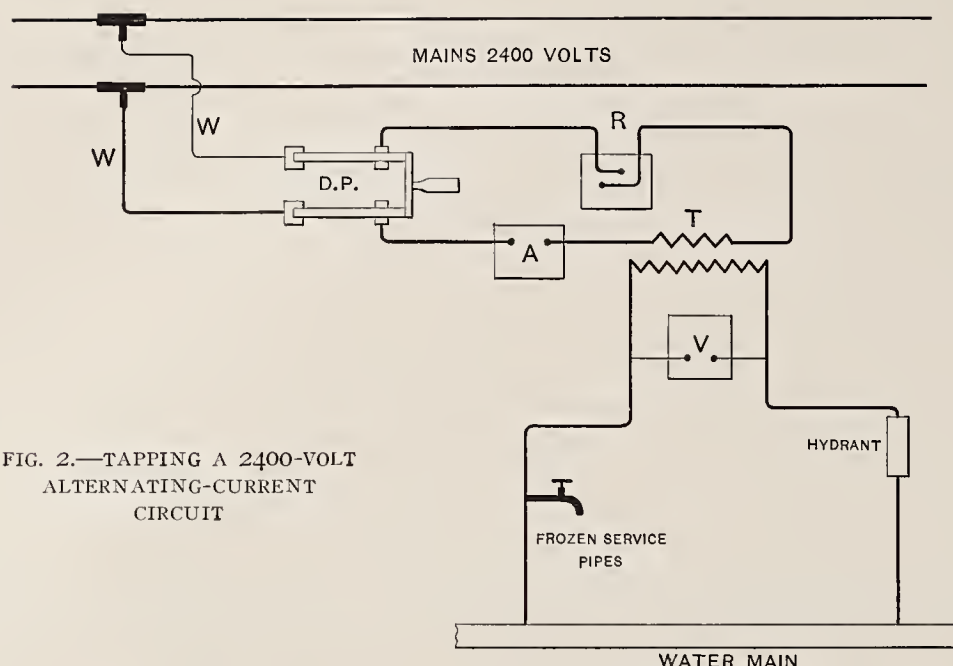 MAINS 2400 VOLTS
W
W
R
D.P.
T
A
V
HYDRANT
FIG. 2.—TAPPING A 2400-VOLT
ALTERNATING-CURRENT
CIRCUIT
FROZEN SERVICE
PIPES
WATER MAIN